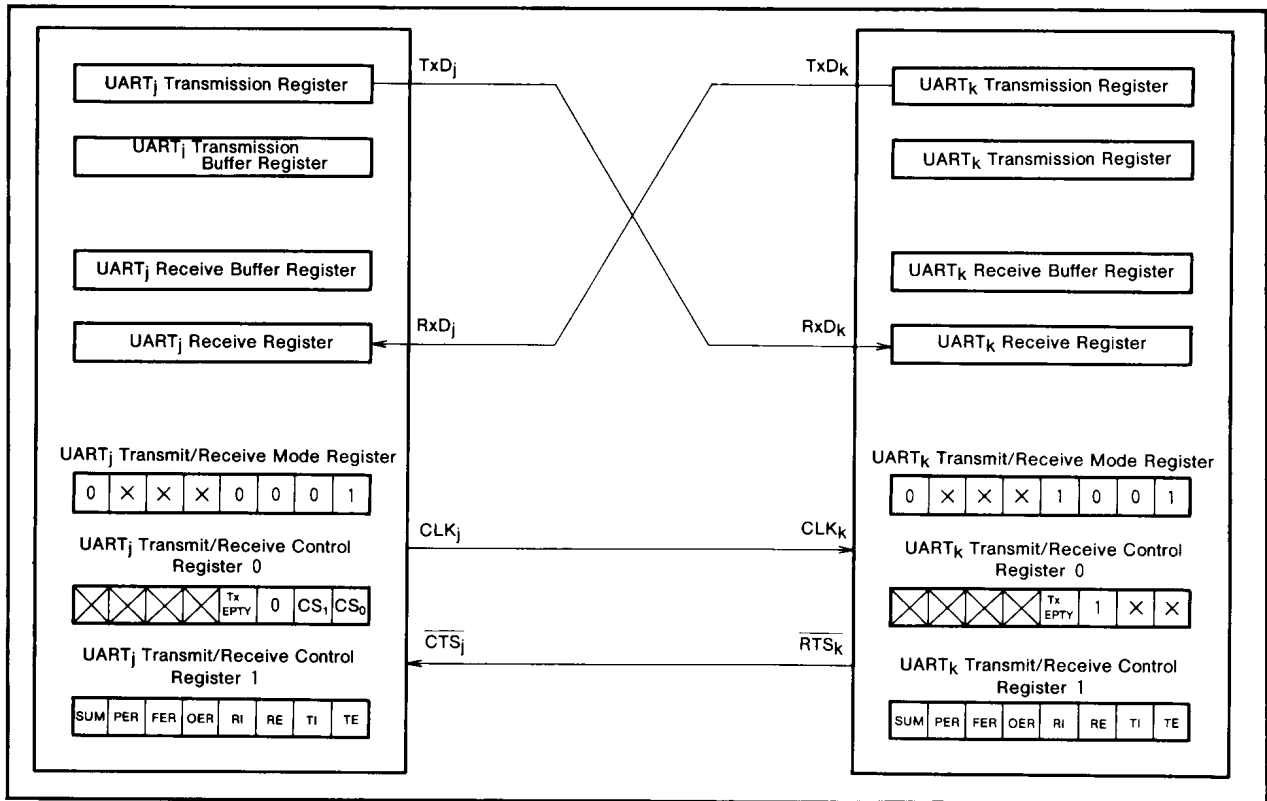 UARTj Transmission Register
UARTj Transmission
Buffer Register
UARTj Receive Buffer Register
UARTj Receive Register
UARTj Transmit/Receive Mode Register
0 × × × 0 0 0 1
UARTj Transmit/Receive Control
Register 0
Tx EPTY 0 CS1 CS0
UARTj Transmit/Receive Control
Register 1
SUM PER FER OER RI RE TI TE
TxDj
TxDk
RxDj
RxDk
CLKj
CLKk
CTSj
RTSk
UARTk Transmission Register
UARTk Transmission Register
UARTk Receive Buffer Register
UARTk Receive Register
UARTk Transmit/Receive Mode Register
0 × × × 1 0 0 1
UARTk Transmit/Receive Control
Register 0
Tx EPTY 1 × ×
UARTk Transmit/Receive Control
Register 1
SUM PER FER OER RI RE TI TE